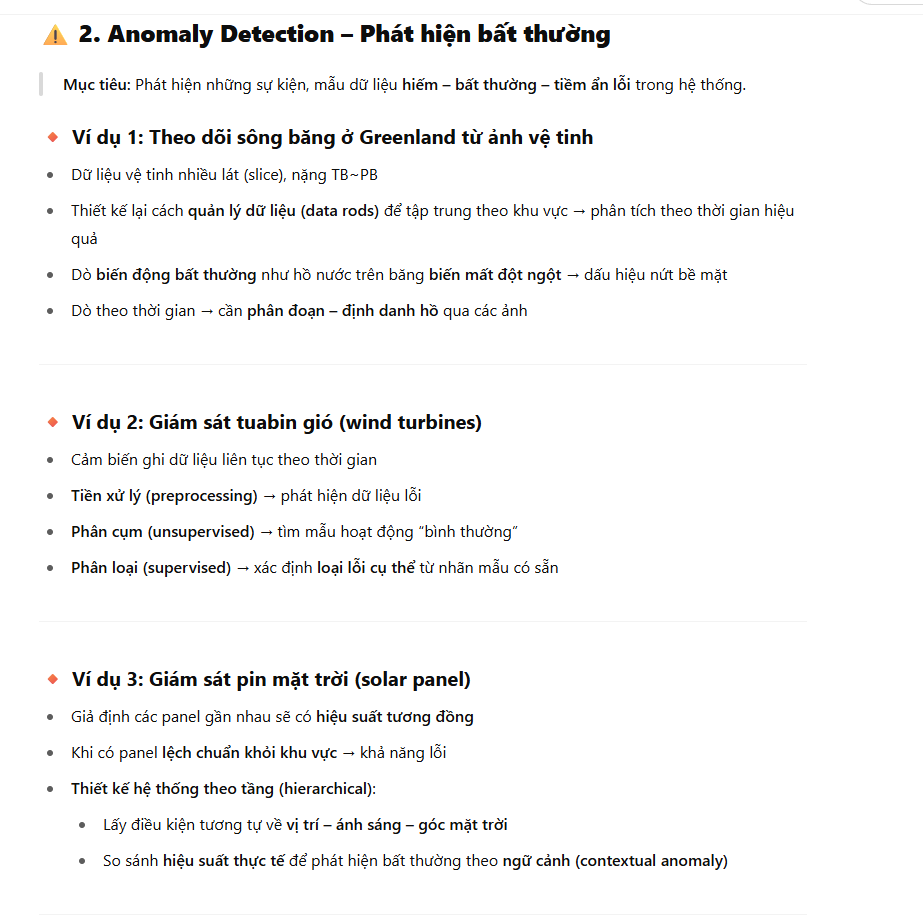 ⚠️ 2. Anomaly Detection – Phát hiện bất thường
Mục tiêu: Phát hiện những sự kiện, mẫu dữ liệu hiếm – bất thường – tiềm ẩn lỗi trong hệ thống.
🔸 Ví dụ 1: Theo dõi sông băng ở Greenland từ ảnh vệ tinh
• Dữ liệu vệ tinh nhiều lát (slice), nặng TB~PB
• Thiết kế lại cách quản lý dữ liệu (data rods) để tập trung theo khu vực → phân tích theo thời gian hiệu
quả
• Dò biến động bất thường như hồ nước trên băng biến mất đột ngột → dấu hiệu nứt bề mặt
• Dò theo thời gian → cần phân đoạn – định danh hồ qua các ảnh
🔸 Ví dụ 2: Giám sát tuabin gió (wind turbines)
• Cảm biến ghi dữ liệu liên tục theo thời gian
• Tiền xử lý (preprocessing) → phát hiện dữ liệu lỗi
• Phân cụm (unsupervised) → tìm mẫu hoạt động “bình thường”
• Phân loại (supervised) → xác định loại lỗi cụ thể từ nhãn mẫu có sẵn
🔸 Ví dụ 3: Giám sát pin mặt trời (solar panel)
• Giả định các panel gần nhau sẽ có hiệu suất tương đồng
• Khi có panel lệch chuẩn khỏi khu vực → khả năng lỗi
• Thiết kế hệ thống theo tầng (hierarchical):
• Lấy điều kiện tương tự về vị trí – ánh sáng – góc mặt trời
• So sánh hiệu suất thực tế để phát hiện bất thường theo ngữ cảnh (contextual anomaly)